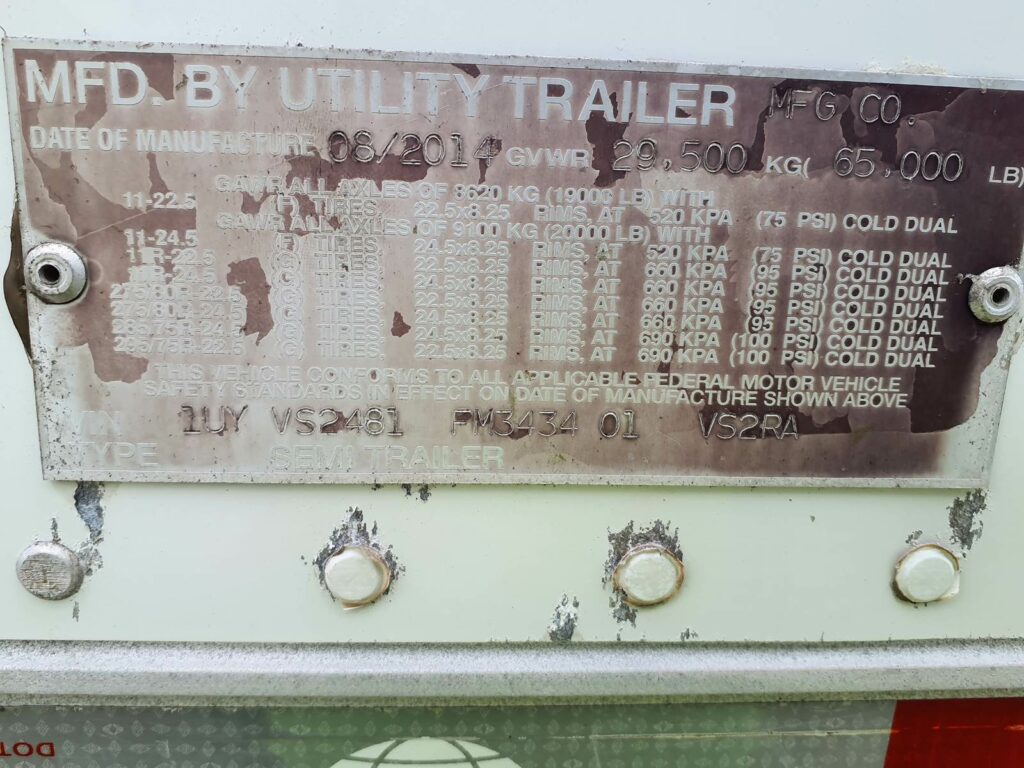 MFD. BY UTILITY TRAILER MFG CO.
DATE OF MANUFACTURE 08/2014 GVWR 29,500 KG( 65,000 LB)
GAWR ALL AXLES OF 8620 KG (19000 LB) WITH
11-22.5 (F) TIRES, 22.5x8.25 RIMS, AT 520 KPA (75 PSI) COLD DUAL
GAWR ALL AXLES OF 9100 KG (20000 LB) WITH
11-24.5 (F) TIRES, 24.5x8.25 RIMS, AT 520 KPA (75 PSI) COLD DUAL
11R-22.5 (G) TIRES, 22.5x8.25 RIMS, AT 660 KPA (95 PSI) COLD DUAL
11R-24.5 (G) TIRES, 24.5x8.25 RIMS, AT 660 KPA (95 PSI) COLD DUAL
275/80R-22.5 (G) TIRES, 22.5x8.25 RIMS, AT 660 KPA (95 PSI) COLD DUAL
275/80R-24.5 (G) TIRES, 24.5x8.25 RIMS, AT 660 KPA (95 PSI) COLD DUAL
285/75R-24.5 (G) TIRES, 24.5x8.25 RIMS, AT 690 KPA (100 PSI) COLD DUAL
295/75R-22.5 (G) TIRES, 22.5x8.25 RIMS, AT 690 KPA (100 PSI) COLD DUAL
THIS VEHICLE CONFORMS TO ALL APPLICABLE FEDERAL MOTOR VEHICLE
SAFETY STANDARDS IN EFFECT ON DATE OF MANUFACTURE SHOWN ABOVE
VIN 1UY VS2481 FM3434 01 VS2RA
TYPE SEMI TRAILER
DOT